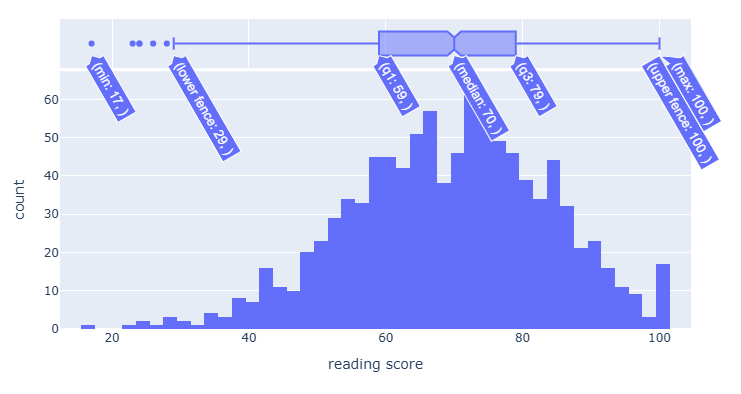 (min: 17, )
(lower fence: 29, )
(q1: 59, )
(median: 70, )
(q3: 79, )
(upper fence: 100, )
(max: 100, )
60
50
40
30
20
10
0
count
20 40 60 80 100
reading score